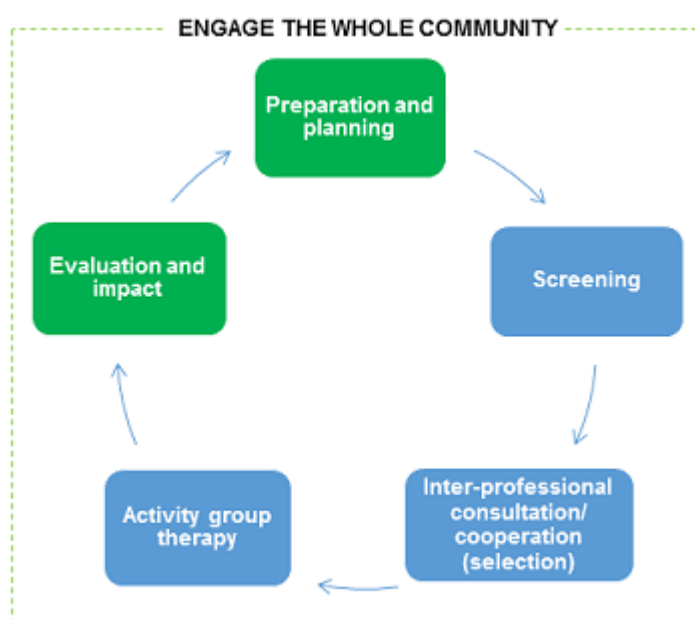 ENGAGE THE WHOLE COMMUNITY
Preparation and
planning
Screening
Inter-professional
consultation/
cooperation
(selection)
Activity group
therapy
Evaluation and
impact